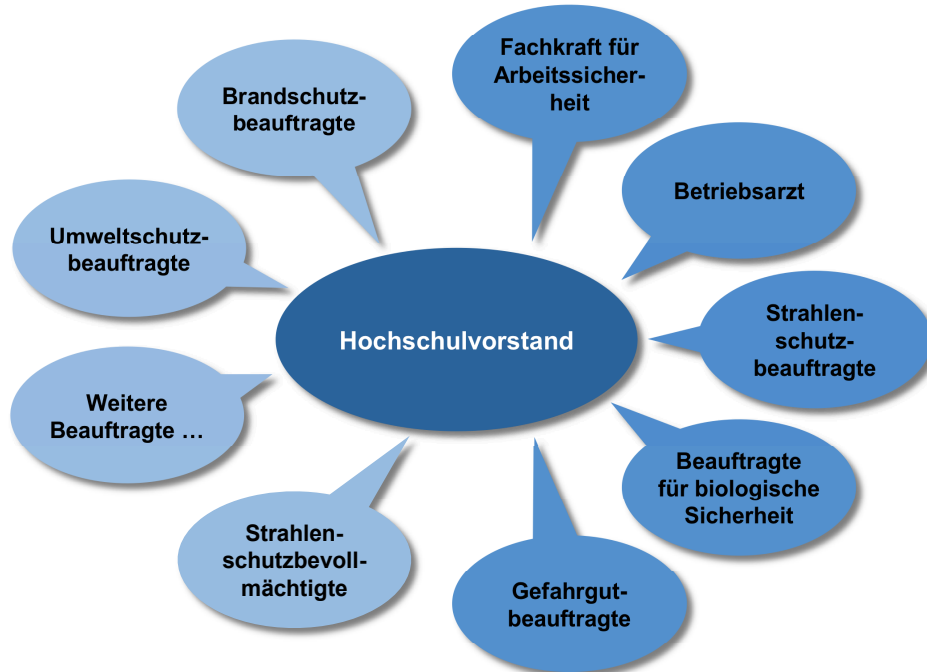 Fachkraft für
Arbeitssicher-
heit
Brandschutz-
beauftragte
Betriebsarzt
Umweltschutz-
beauftragte
Hochschulvorstand
Strahlen-
schutz-
beauftragte
Weitere
Beauftragte …
Beauftragte
für biologische
Sicherheit
Strahlen-
schutzbevoll-
mächtigte
Gefahrgut-
beauftragte